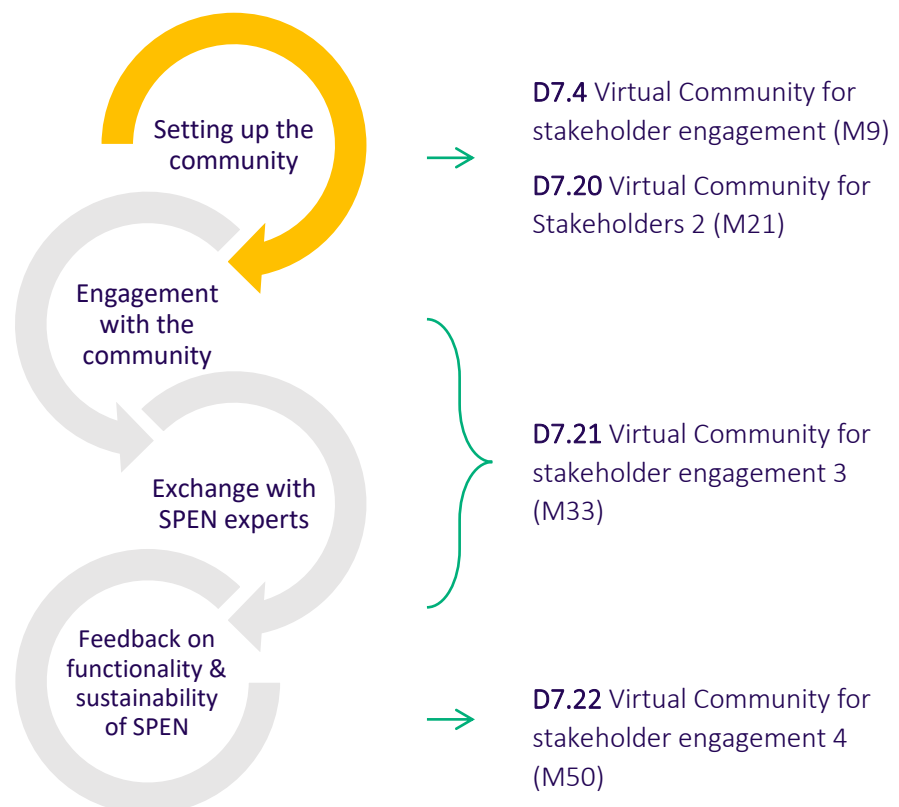 Setting up the
community
D7.4 Virtual Community for
stakeholder engagement (M9)
D7.20 Virtual Community for
Stakeholders 2 (M21)
Engagement
with the
community
Exchange with
SPEN experts
D7.21 Virtual Community for
stakeholder engagement 3
(M33)
Feedback on
functionality &
sustainability
of SPEN
D7.22 Virtual Community for
stakeholder engagement 4
(M50)